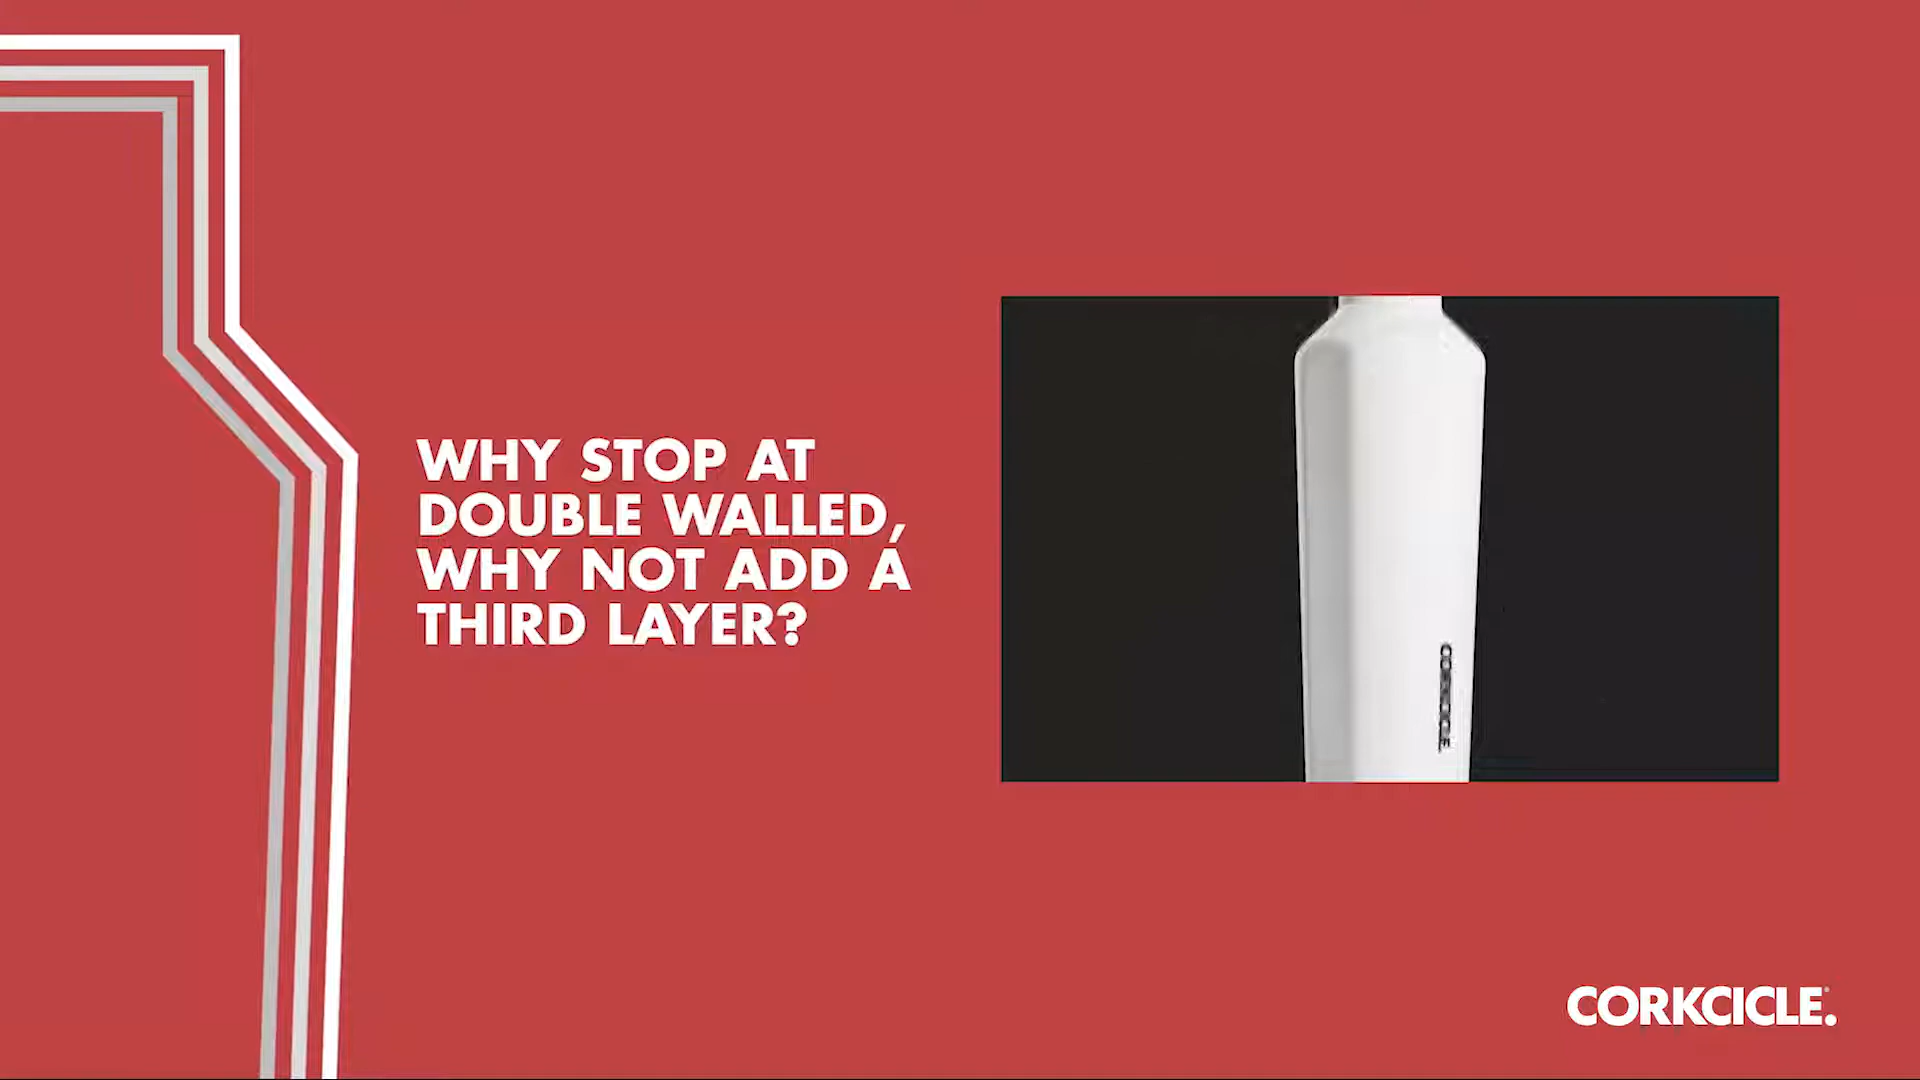 WHY STOP AT
DOUBLE WALLED,
WHY NOT ADD A
THIRD LAYER?
CORKCICLE
CORKCICLE.